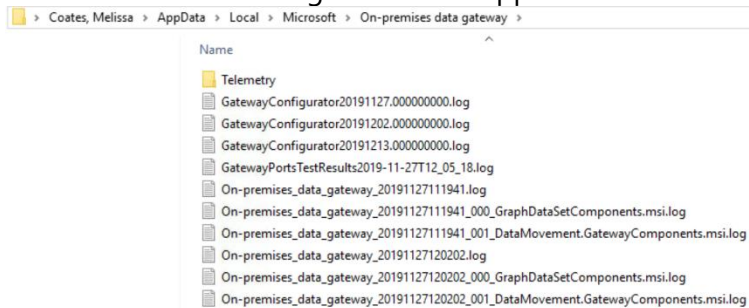 Coates, Melissa > AppData > Local > Microsoft > On-premises data gateway >
Name
Telemetry
GatewayConfigurator20191127.000000000.log
GatewayConfigurator20191202.000000000.log
GatewayConfigurator20191213.000000000.log
GatewayPortsTestResults2019-11-27T12_05_18.log
On-premises_data_gateway_20191127111941.log
On-premises_data_gateway_20191127111941_000_GraphDataSetComponents.msi.log
On-premises_data_gateway_20191127111941_001_DataMovement.GatewayComponents.msi.log
On-premises_data_gateway_20191127120202.log
On-premises_data_gateway_20191127120202_000_GraphDataSetComponents.msi.log
On-premises_data_gateway_20191127120202_001_DataMovement.GatewayComponents.msi.log